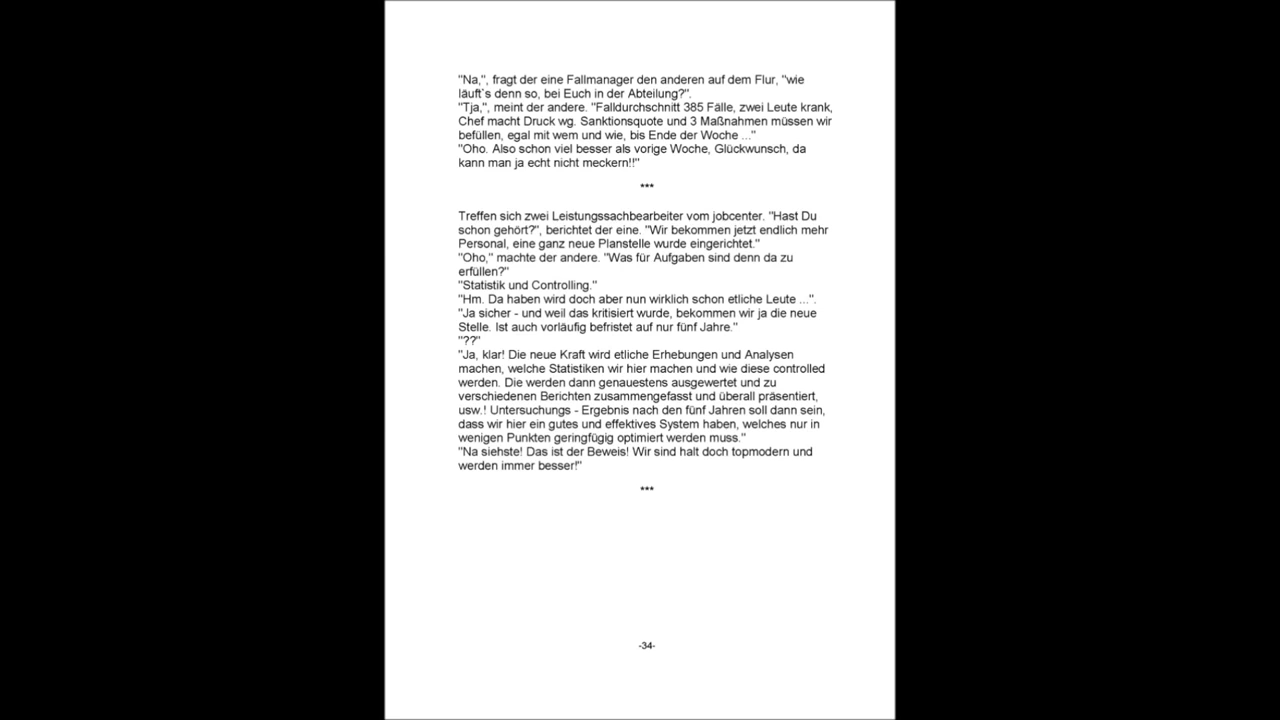 "Na,", fragt der eine Fallmanager den anderen auf dem Flur, "wie
läuft`s denn so, bei Euch in der Abteilung?".
"Tja,", meint der andere. "Falldurchschnitt 385 Fälle, zwei Leute krank,
Chef macht Druck wg. Sanktionsquote und 3 Maßnahmen müssen wir
befüllen, egal mit wem und wie, bis Ende der Woche ..."
"Oho. Also schon viel besser als vorige Woche, Glückwunsch, da
kann man ja echt nicht meckern!!"
***
Treffen sich zwei Leistungssachbearbeiter vom jobcenter. "Hast Du
schon gehört?", berichtet der eine. "Wir bekommen jetzt endlich mehr
Personal, eine ganz neue Planstelle wurde eingerichtet."
"Oho," machte der andere. "Was für Aufgaben sind denn da zu
erfüllen?"
"Statistik und Controlling."
"Hm. Da haben wird doch aber nun wirklich schon etliche Leute ...".
"Ja sicher - und weil das kritisiert wurde, bekommen wir ja die neue
Stelle. Ist auch vorläufig befristet auf nur fünf Jahre."
"??"
"Ja, klar! Die neue Kraft wird etliche Erhebungen und Analysen
machen, welche Statistiken wir hier machen und wie diese controlled
werden. Die werden dann genauestens ausgewertet und zu
verschiedenen Berichten zusammengefasst und überall präsentiert,
usw.! Untersuchungs - Ergebnis nach den fünf Jahren soll dann sein,
dass wir hier ein gutes und effektives System haben, welches nur in
wenigen Punkten geringfügig optimiert werden muss."
"Na siehste! Das ist der Beweis! Wir sind halt doch topmodern und
werden immer besser!"
***
-34-